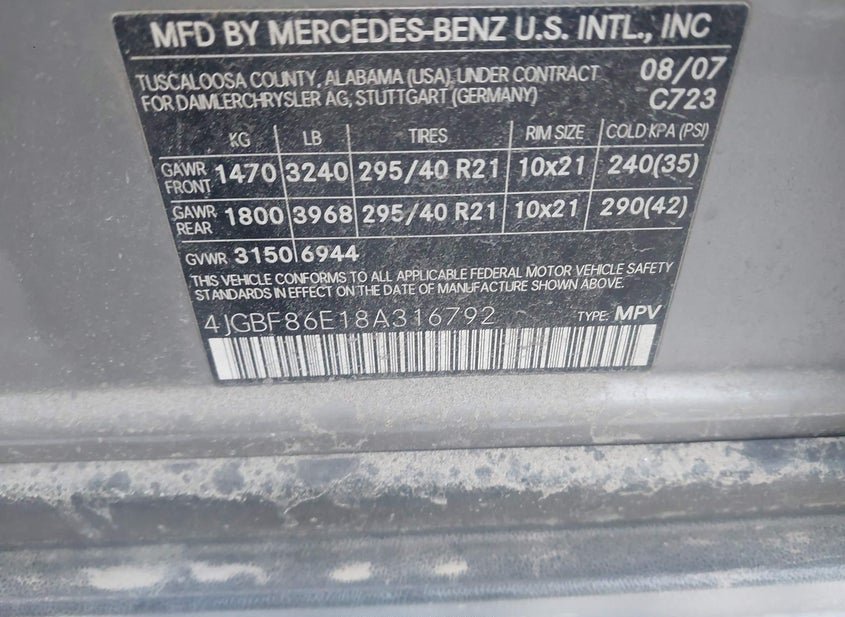 MFD BY MERCEDES-BENZ U.S. INTL., INC
TUSCALOOSA COUNTY, ALABAMA (USA), UNDER CONTRACT 08/07
FOR DAIMLERCHRYSLER AG, STUTTGART (GERMANY) C723
KG LB TIRES RIM SIZE COLD KPA (PSI)
GAWR FRONT 1470 3240 295/40 R21 10x21 240(35)
GAWR REAR 1800 3968 295/40 R21 10x21 290(42)
GVWR 3150 6944
THIS VEHICLE CONFORMS TO ALL APPLICABLE FEDERAL MOTOR VEHICLE SAFETY
STANDARDS IN EFFECT ON THE DATE OF MANUFACTURE SHOWN ABOVE.
4JGBF86E18A316792 TYPE: MPV